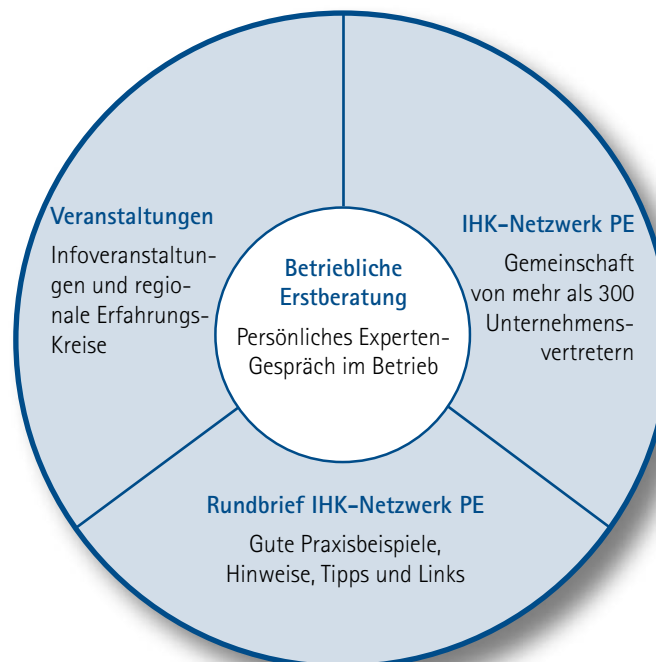 Veranstaltungen
Infoveranstaltun-
gen und regio-
nale Erfahrungs-
Kreise
Betriebliche
Erstberatung
Persönliches Experten-
Gespräch im Betrieb
IHK-Netzwerk PE
Gemeinschaft
von mehr als 300
Unternehmens-
vertretern
Rundbrief IHK-Netzwerk PE
Gute Praxisbeispiele,
Hinweise, Tipps und Links